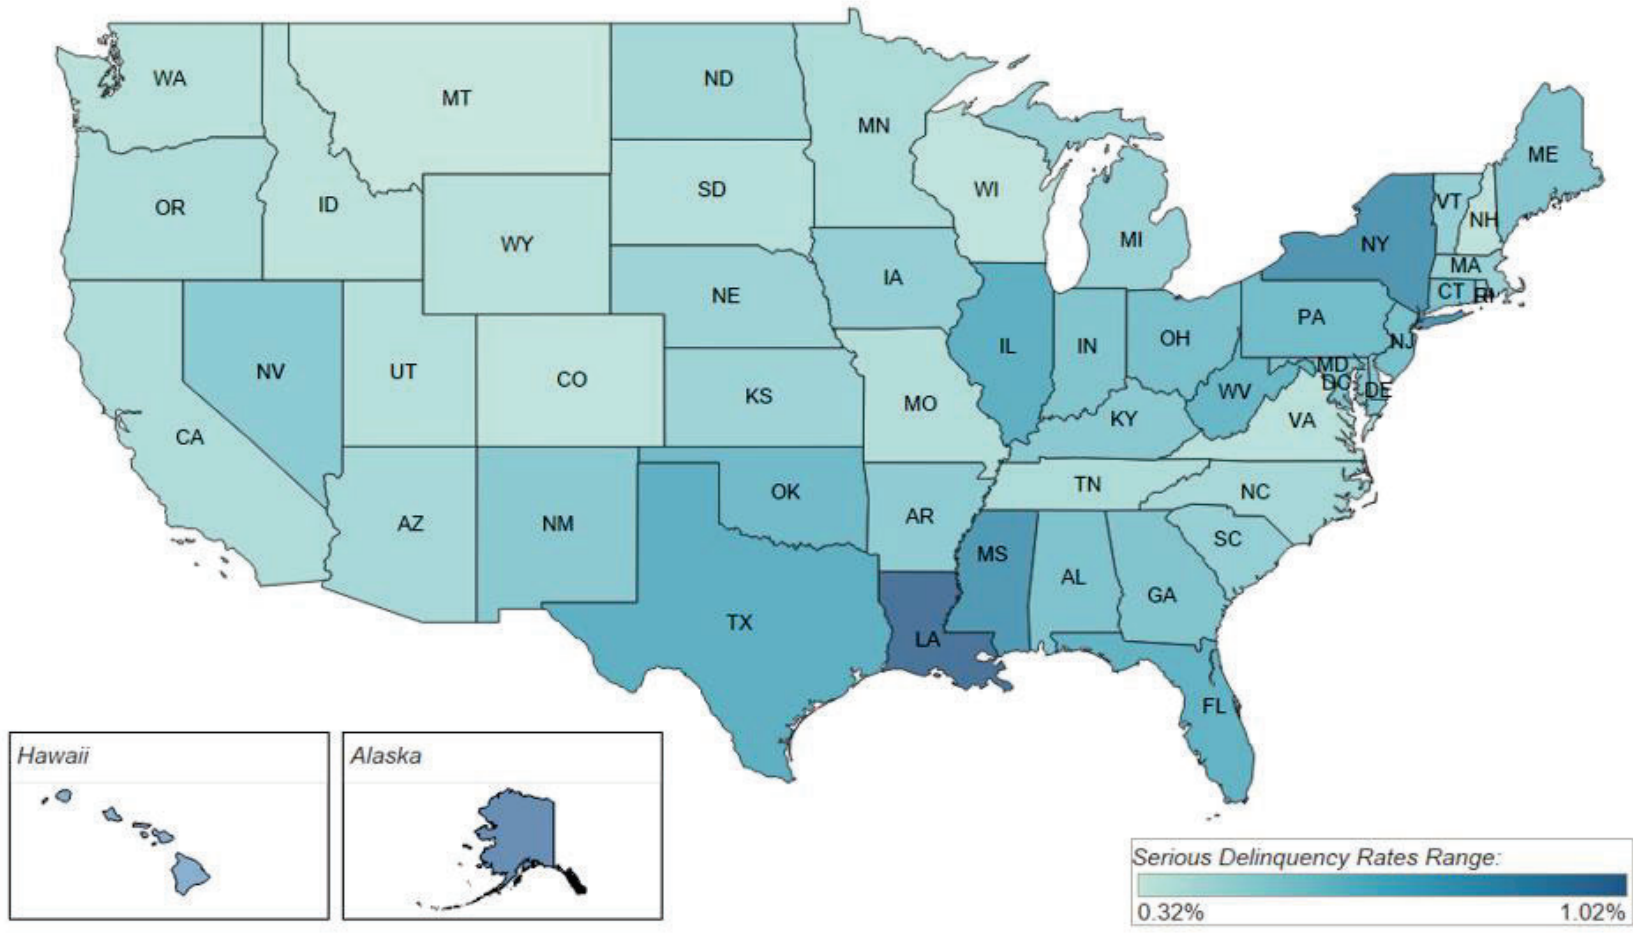 WA
MT
ND
MN
ME
SD
WI
VT
OR
ID
NH
WY
MI
NY
MA
IA
NE
CT RI
PA
IL
IN
OH
NJ
NV
UT
CO
MD
DC
DE
WV
KS
MO
VA
KY
CA
TN
NC
OK
AZ
NM
AR
SC
MS
AL
GA
TX
LA
FL
Hawaii
Alaska
Serious Delinquency Rates Range:
0.32% 1.02%